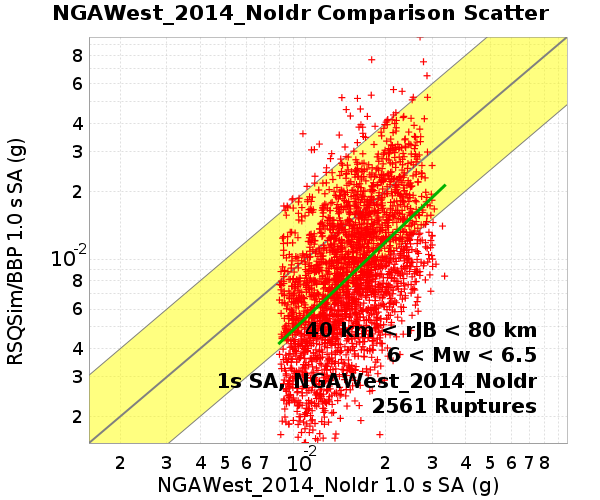 NGAWest_2014_NoIdr Comparison Scatter
RSQSim/BBP 1.0 s SA (g)
8
6
4
3
2
10-2
8
6
4
3
2
40 km < rJB < 80 km
6 < Mw < 6.5
1s SA, NGAWest_2014_NoIdr
2561 Ruptures
2 3 4 5 6 7 10-2 2 3 4 5 6 7 8
NGAWest_2014_NoIdr 1.0 s SA (g)